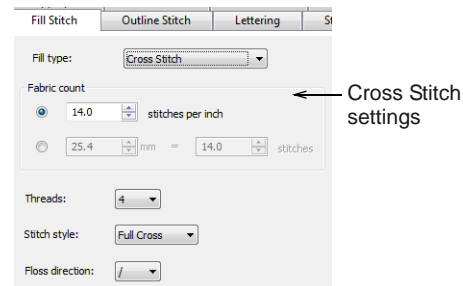 Fill Stitch Outline Stitch Lettering
Fill type: Cross Stitch
Fabric count
14.0 stitches per inch
25.4 mm = 14.0 stitches
Cross Stitch
settings
Threads: 4
Stitch style: Full Cross
Floss direction: /